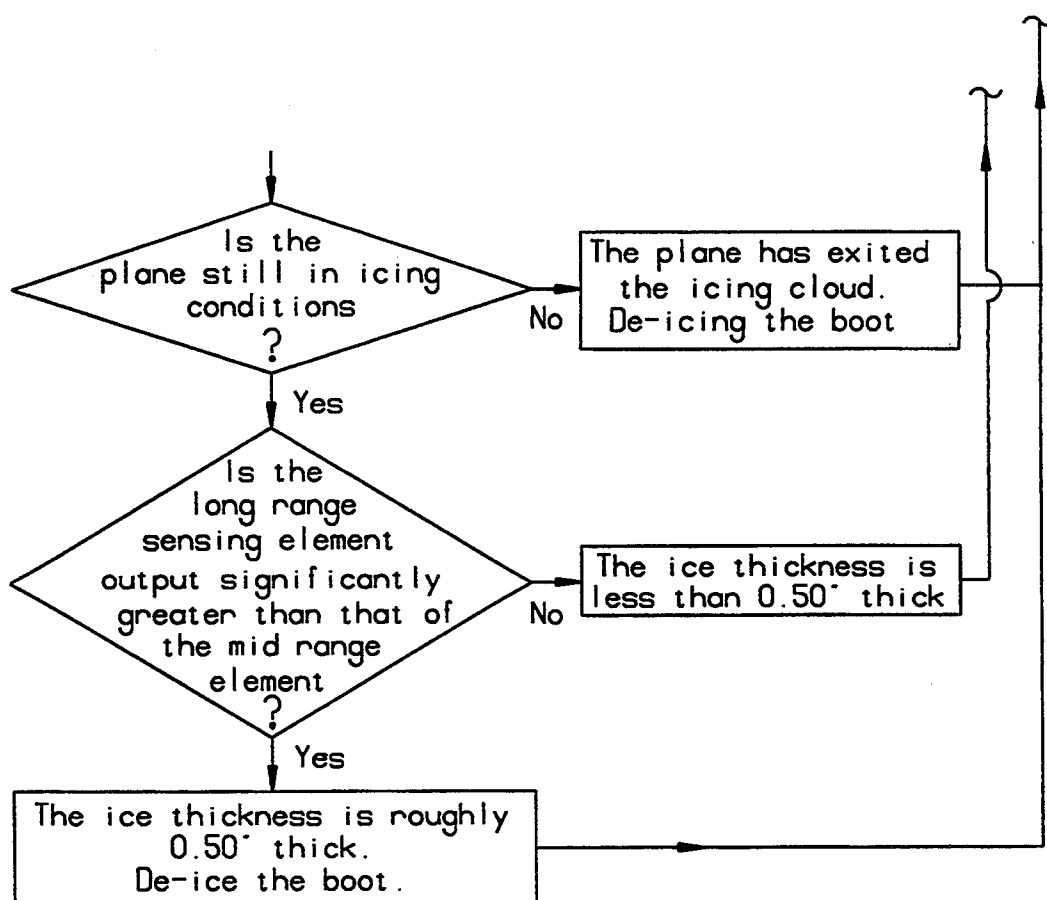 Is the
plane still in icing
conditions
?
No
The plane has exited
the icing cloud.
De-icing the boot
Yes
Is the
long range
sensing element
output significantly
greater than that of
the mid range
element
?
No
The ice thickness is
less than 0.50" thick
Yes
The ice thickness is roughly
0.50" thick.
De-ice the boot.